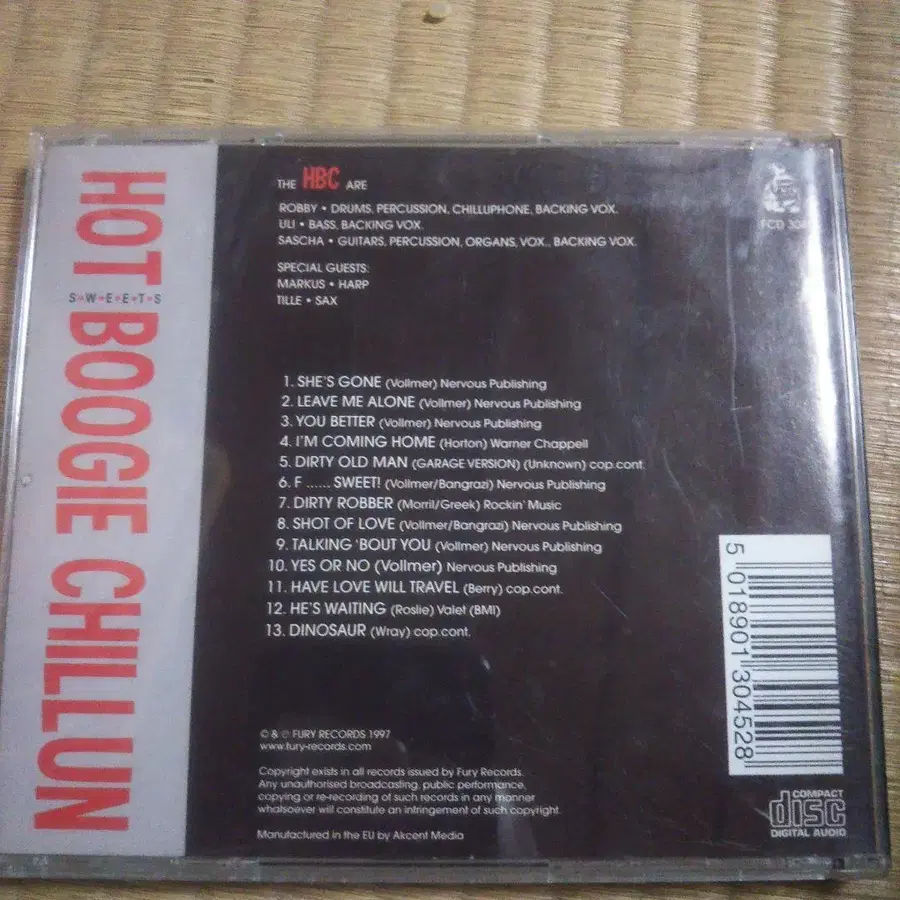 HOT BOOGIE CHILLUN
S•W•E•E•T•S
THE HBC ARE
ROBBY • DRUMS, PERCUSSION, CHILLUPHONE, BACKING VOX.
ULI • BASS, BACKING VOX.
SASCHA • GUITARS, PERCUSSION, ORGANS, VOX., BACKING VOX.
SPECIAL GUESTS:
MARKUS • HARP
TILLE • SAX
FCD
1. SHE'S GONE (Vollmer) Nervous Publishing
2. LEAVE ME ALONE (Vollmer) Nervous Publishing
3. YOU BETTER (Vollmer) Nervous Publishing
4. I'M COMING HOME (Horton) Warner Chappell
5. DIRTY OLD MAN (GARAGE VERSION) (Unknown) cop.cont.
6. F ...... SWEET! (Vollmer/Bangrazi) Nervous Publishing
7. DIRTY ROBBER (Morril/Greek) Rockin' Music
8. SHOT OF LOVE (Vollmer/Bangrazi) Nervous Publishing
9. TALKING 'BOUT YOU (Vollmer) Nervous Publishing
10. YES OR NO (Vollmer) Nervous Publishing
11. HAVE LOVE WILL TRAVEL (Berry) cop.cont.
12. HE'S WAITING (Roslie) Valet (BMI)
13. DINOSAUR (Wray) cop.cont.
5 018901 304528
© & ℗ FURY RECORDS 1997
www.fury-records.com
Copyright exists in all records issued by Fury Records.
Any unauthorised broadcasting, public performance,
copying or re-recording of such records in any manner
whatsoever will constitute an infringement of such copyright.
Manufactured in the EU by Akcent Media
COMPACT
disc
DIGITAL AUDIO